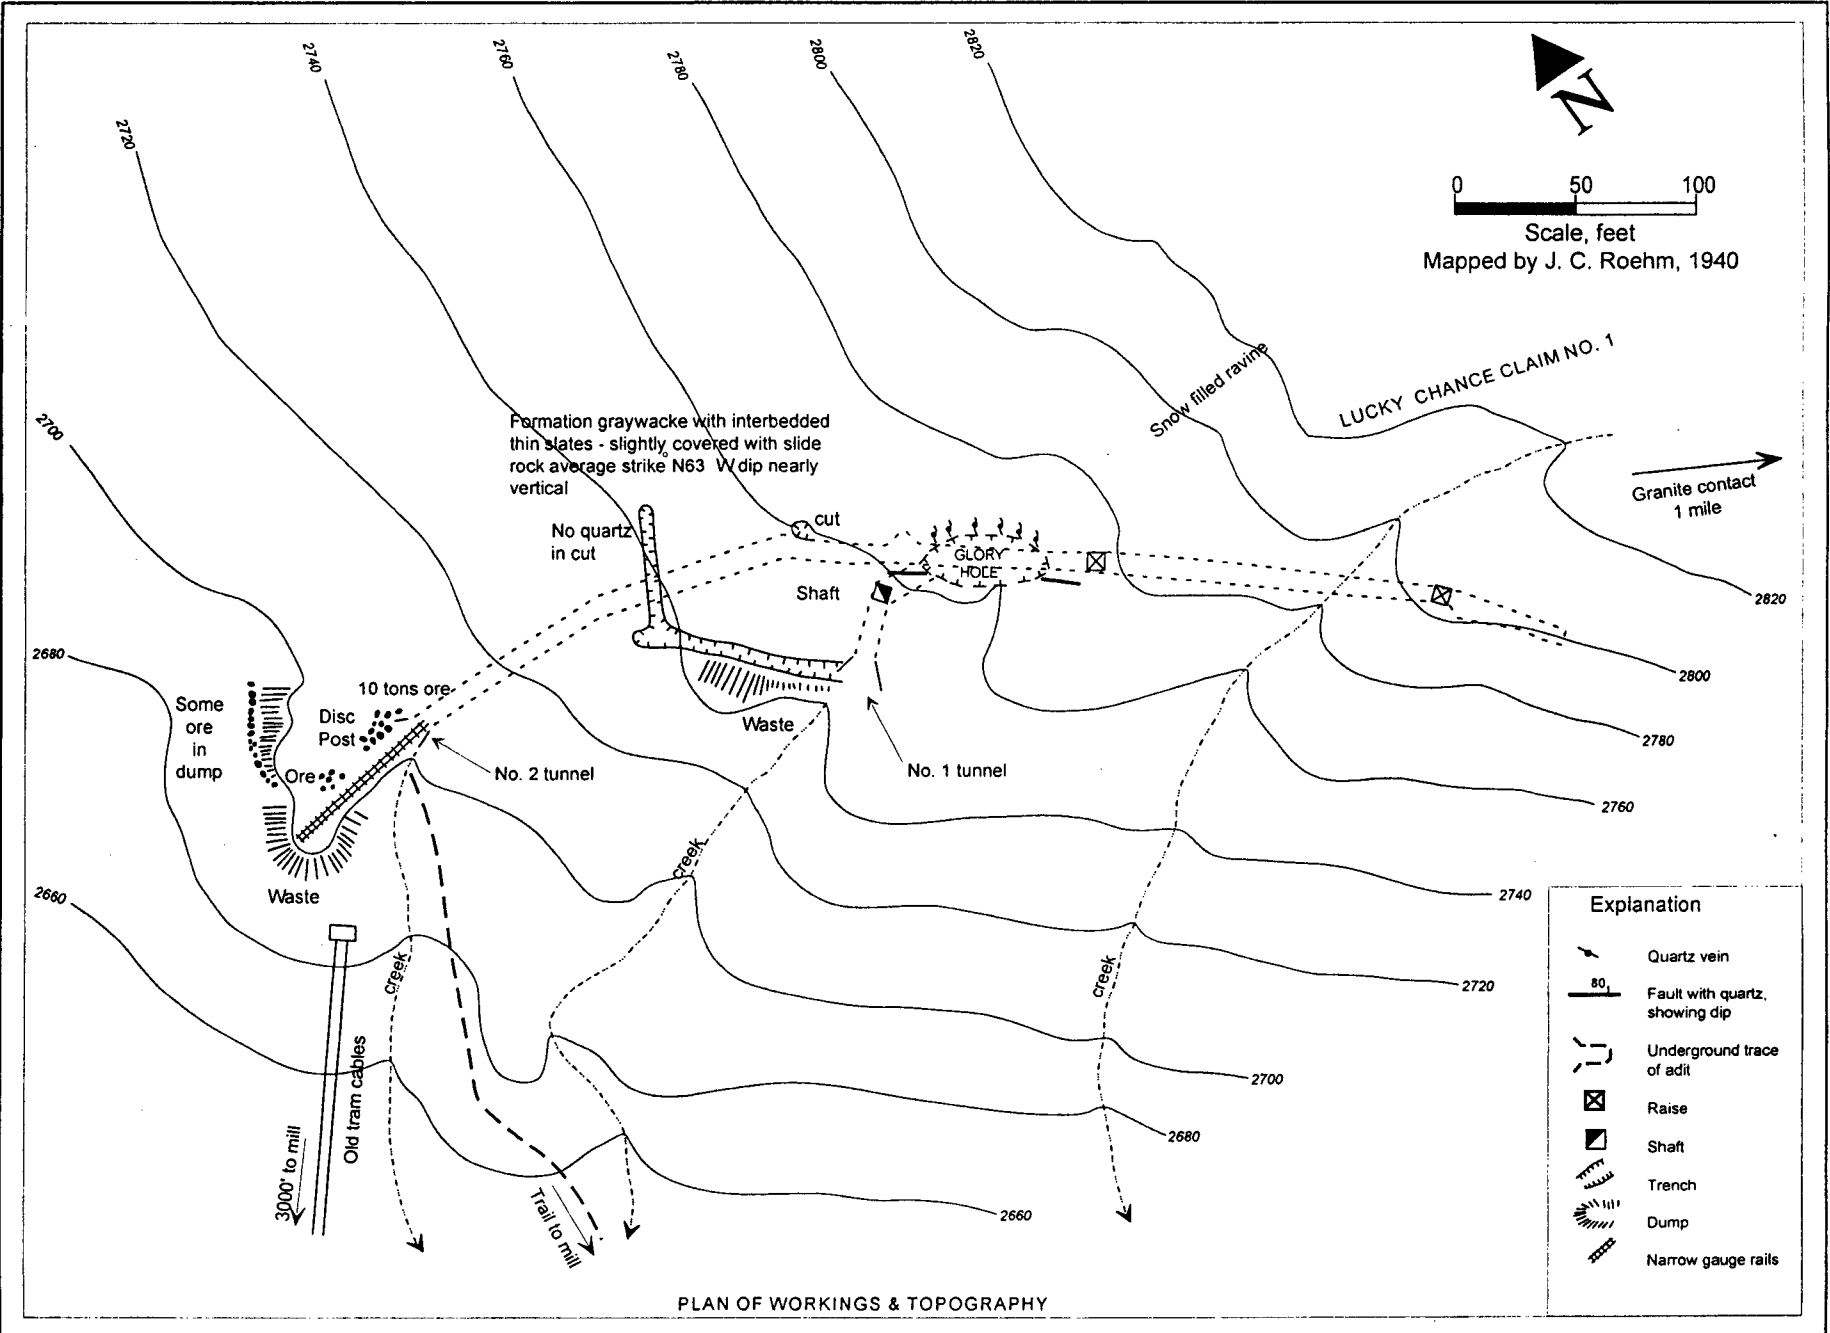 2740
2760
2780
2800
2820
2720
N
0 50 100
Scale, feet
Mapped by J. C. Roehm, 1940
Snow filled ravine
LUCKY CHANCE CLAIM NO. 1
2700
Formation graywacke with interbedded
thin slates - slightly covered with slide
rock average strike N63° W dip nearly
vertical
Granite contact
1 mile
No quartz
in cut
cut
GLORY
HOLE
Shaft
2820
2680
2800
10 tons ore
Some
ore
in
dump
Disc
Post
Waste
2780
Ore
No. 2 tunnel
No. 1 tunnel
2760
creek
2660
Waste
2740
creek
creek
2720
Old tram cables
2700
3000' to mill
2680
Trail to mill
2660
Explanation
Quartz vein
80
Fault with quartz,
showing dip
Underground trace
of adit
Raise
Shaft
Trench
Dump
Narrow gauge rails
PLAN OF WORKINGS & TOPOGRAPHY